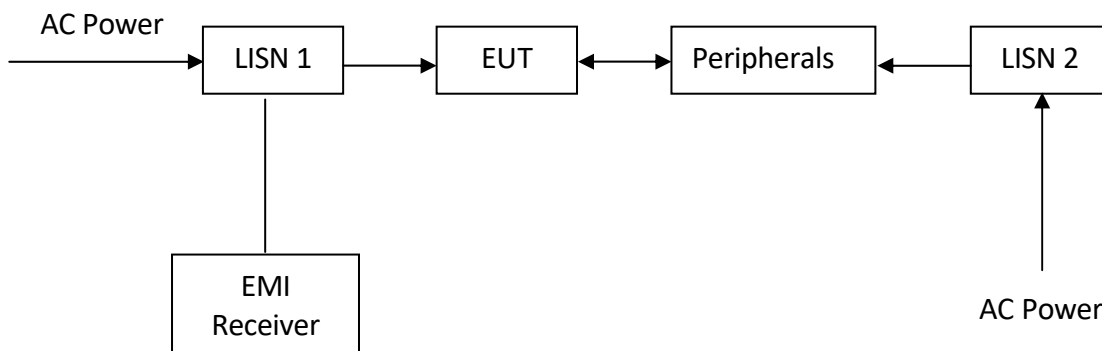 AC Power
LISN 1
EUT
Peripherals
LISN 2
EMI
Receiver
AC Power